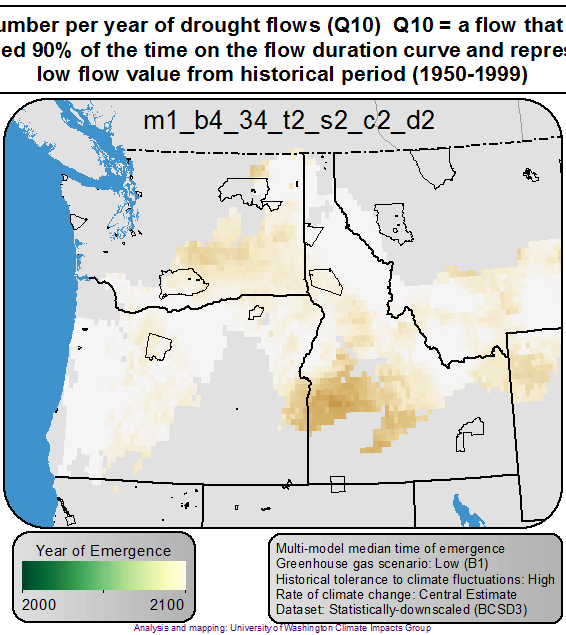 umber per year of drought flows (Q10) Q10 = a flow that
ed 90% of the time on the flow duration curve and repres
low flow value from historical period (1950-1999)
m1_b4_34_t2_s2_c2_d2
Year of Emergence
2000 2100
Multi-model median time of emergence
Greenhouse gas scenario: Low (B1)
Historical tolerance to climate fluctuations: High
Rate of climate change: Central Estimate
Dataset: Statistically-downscaled (BCSD3)
Analysis and mapping: University of Washington Climate Impacts Group